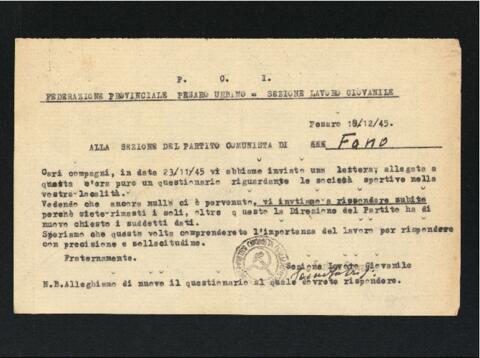 P. C. I.
FEDERAZIONE PROVINCIALE PESARO URBINO = SEZIONE LAVORO GIOVANILE
Pesaro 18/12/45.
ALLA SEZIONE DEL PARTITO COMUNISTA DI Fano
Cari compagni, in data 23/11/45 vi abbiamo inviato una lettera; allegata a
questa v'era pure un questionario riguardante le società sportive nella
vostra località.
Vedendo che ancora nulla ci è pervenuto, vi invitiamo a rispondere subito
perchè siete rimasti i soli, oltre a questo la Direzione del Partito ha di
nuovo chiesto i suddetti dati.
Speriamo che questa volta comprenderete l'importanza del lavoro per rispondere
con precisione e sollecitudine.
Fraternamente.
Sezione Lavoro Giovanile
N.B. Alleghiamo di nuovo il questionario al quale dovrete rispondere.